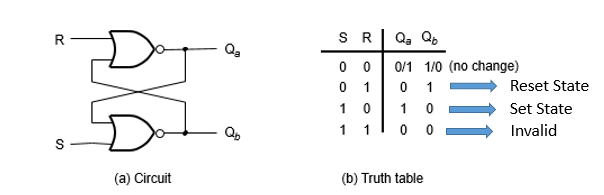 R
Qa
S
Qb
(a) Circuit
S R Qa Qb
0 0 0/1 1/0 (no change)
0 1 0 1 Reset State
1 0 1 0 Set State
1 1 0 0 Invalid
(b) Truth table